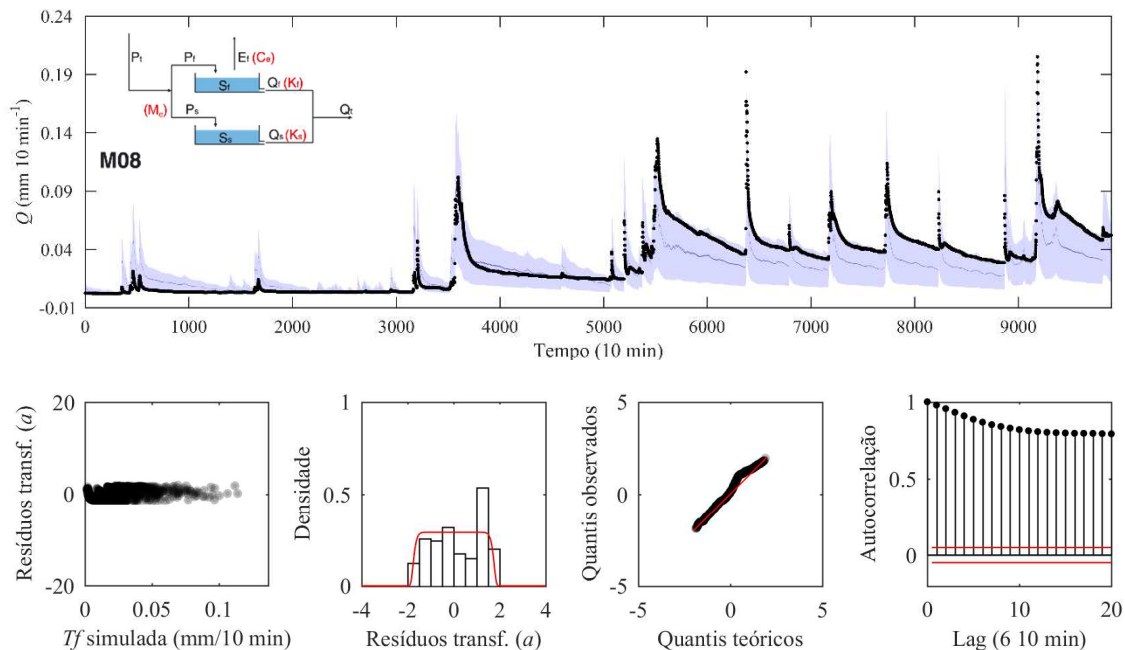 0.24
0.19
0.14
0.09
0.04
-0.01
Q (mm 10 min⁻¹)
Pt
Pf
Ef (Ce)
Sf
Qf (Kf)
(Mc)
Ps
Qt
Ss
Qs (Ks)
M08
0 1000 2000 3000 4000 5000 6000 7000 8000 9000
Tempo (10 min)
20
0
-20
Resíduos transf. (a)
0 0.05 0.1
Tf simulada (mm/10 min)
1
0.5
0
Densidade
-4 -2 0 2 4
Resíduos transf. (a)
5
0
-5
Quantis observados
-5 0 5
Quantis teóricos
1
0.5
0
Autocorrelação
0 10 20
Lag (6 10 min)